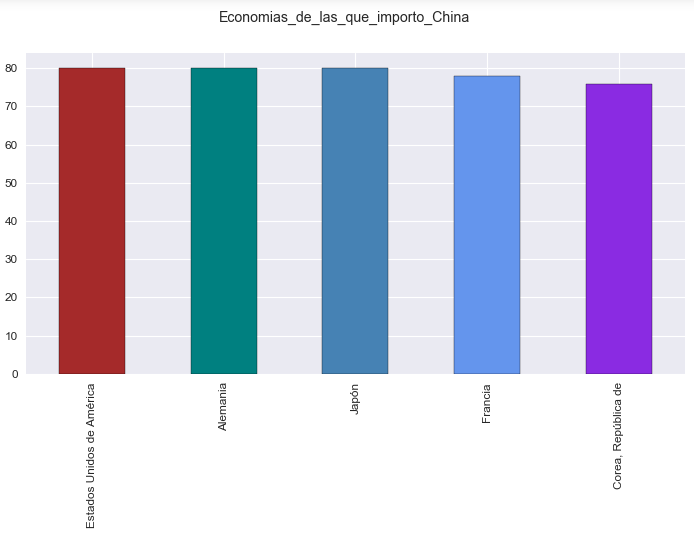 Economias_de_las_que_importo_China
80
70
60
50
40
30
20
10
0
Estados Unidos de América
Alemania
Japón
Francia
Corea, República de